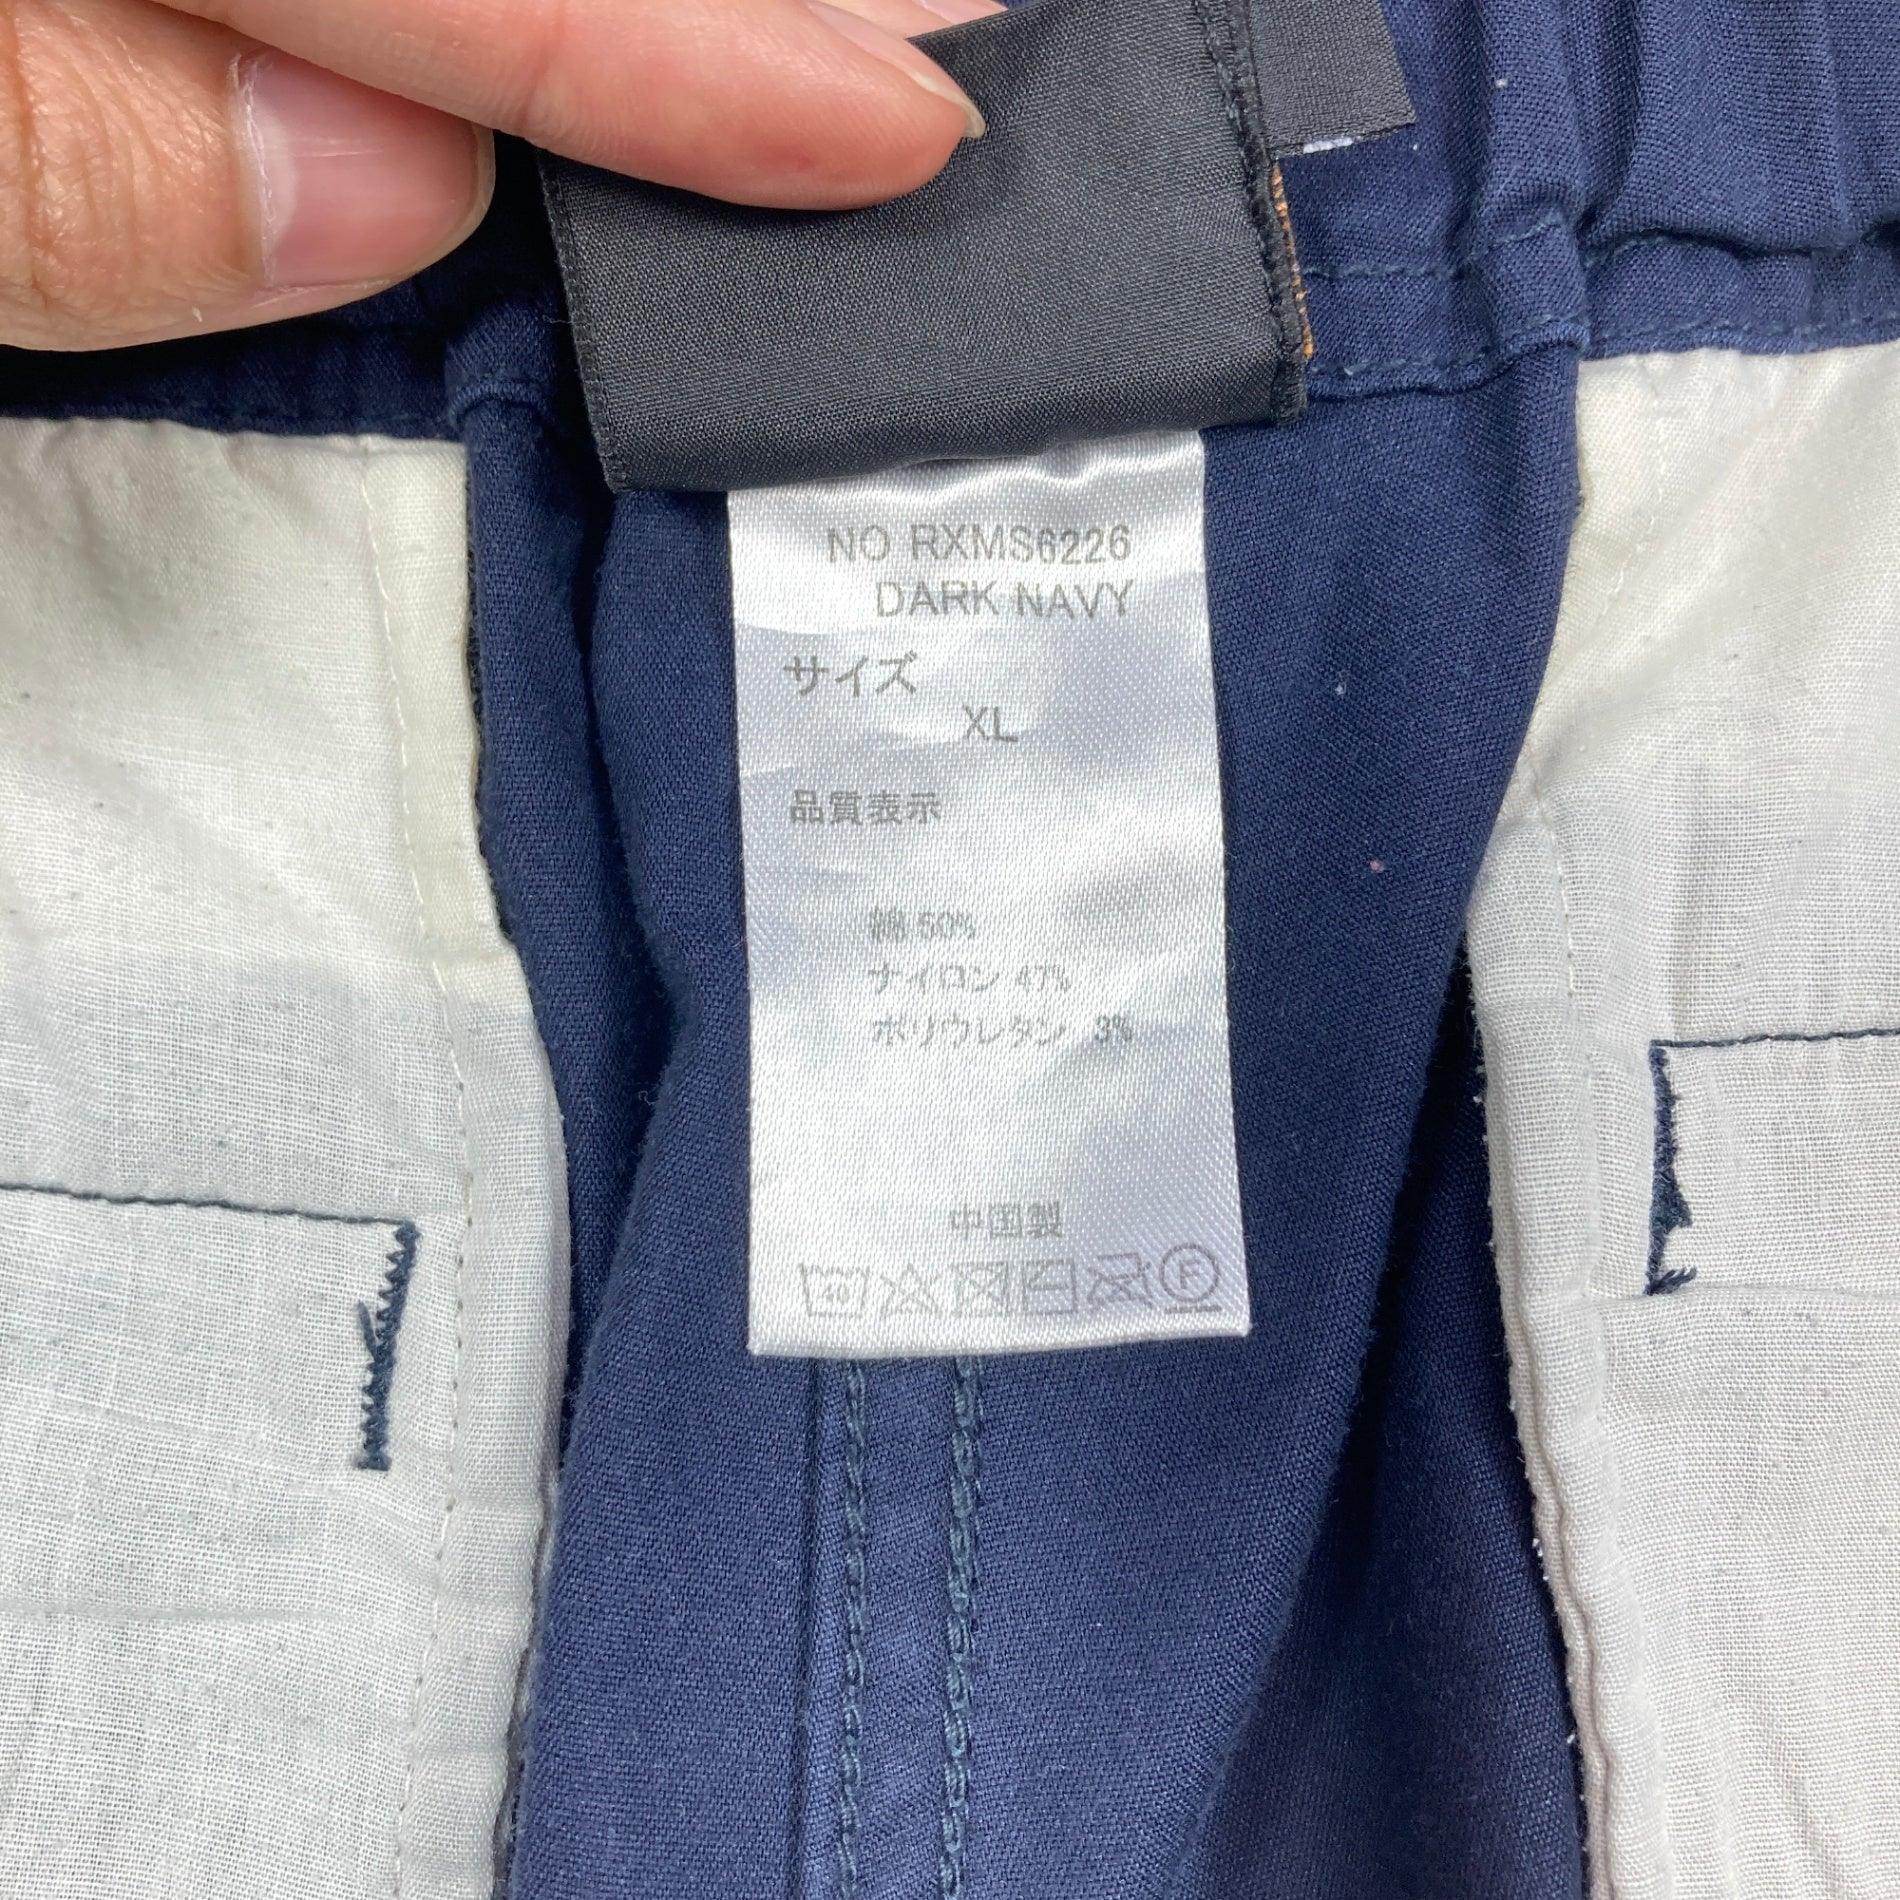 NO RXMS6226
DARK NAVY
サイズ
XL
品質表示
綿 50%
ナイロン 47%
ポリウレタン 3%
中国製
40 F